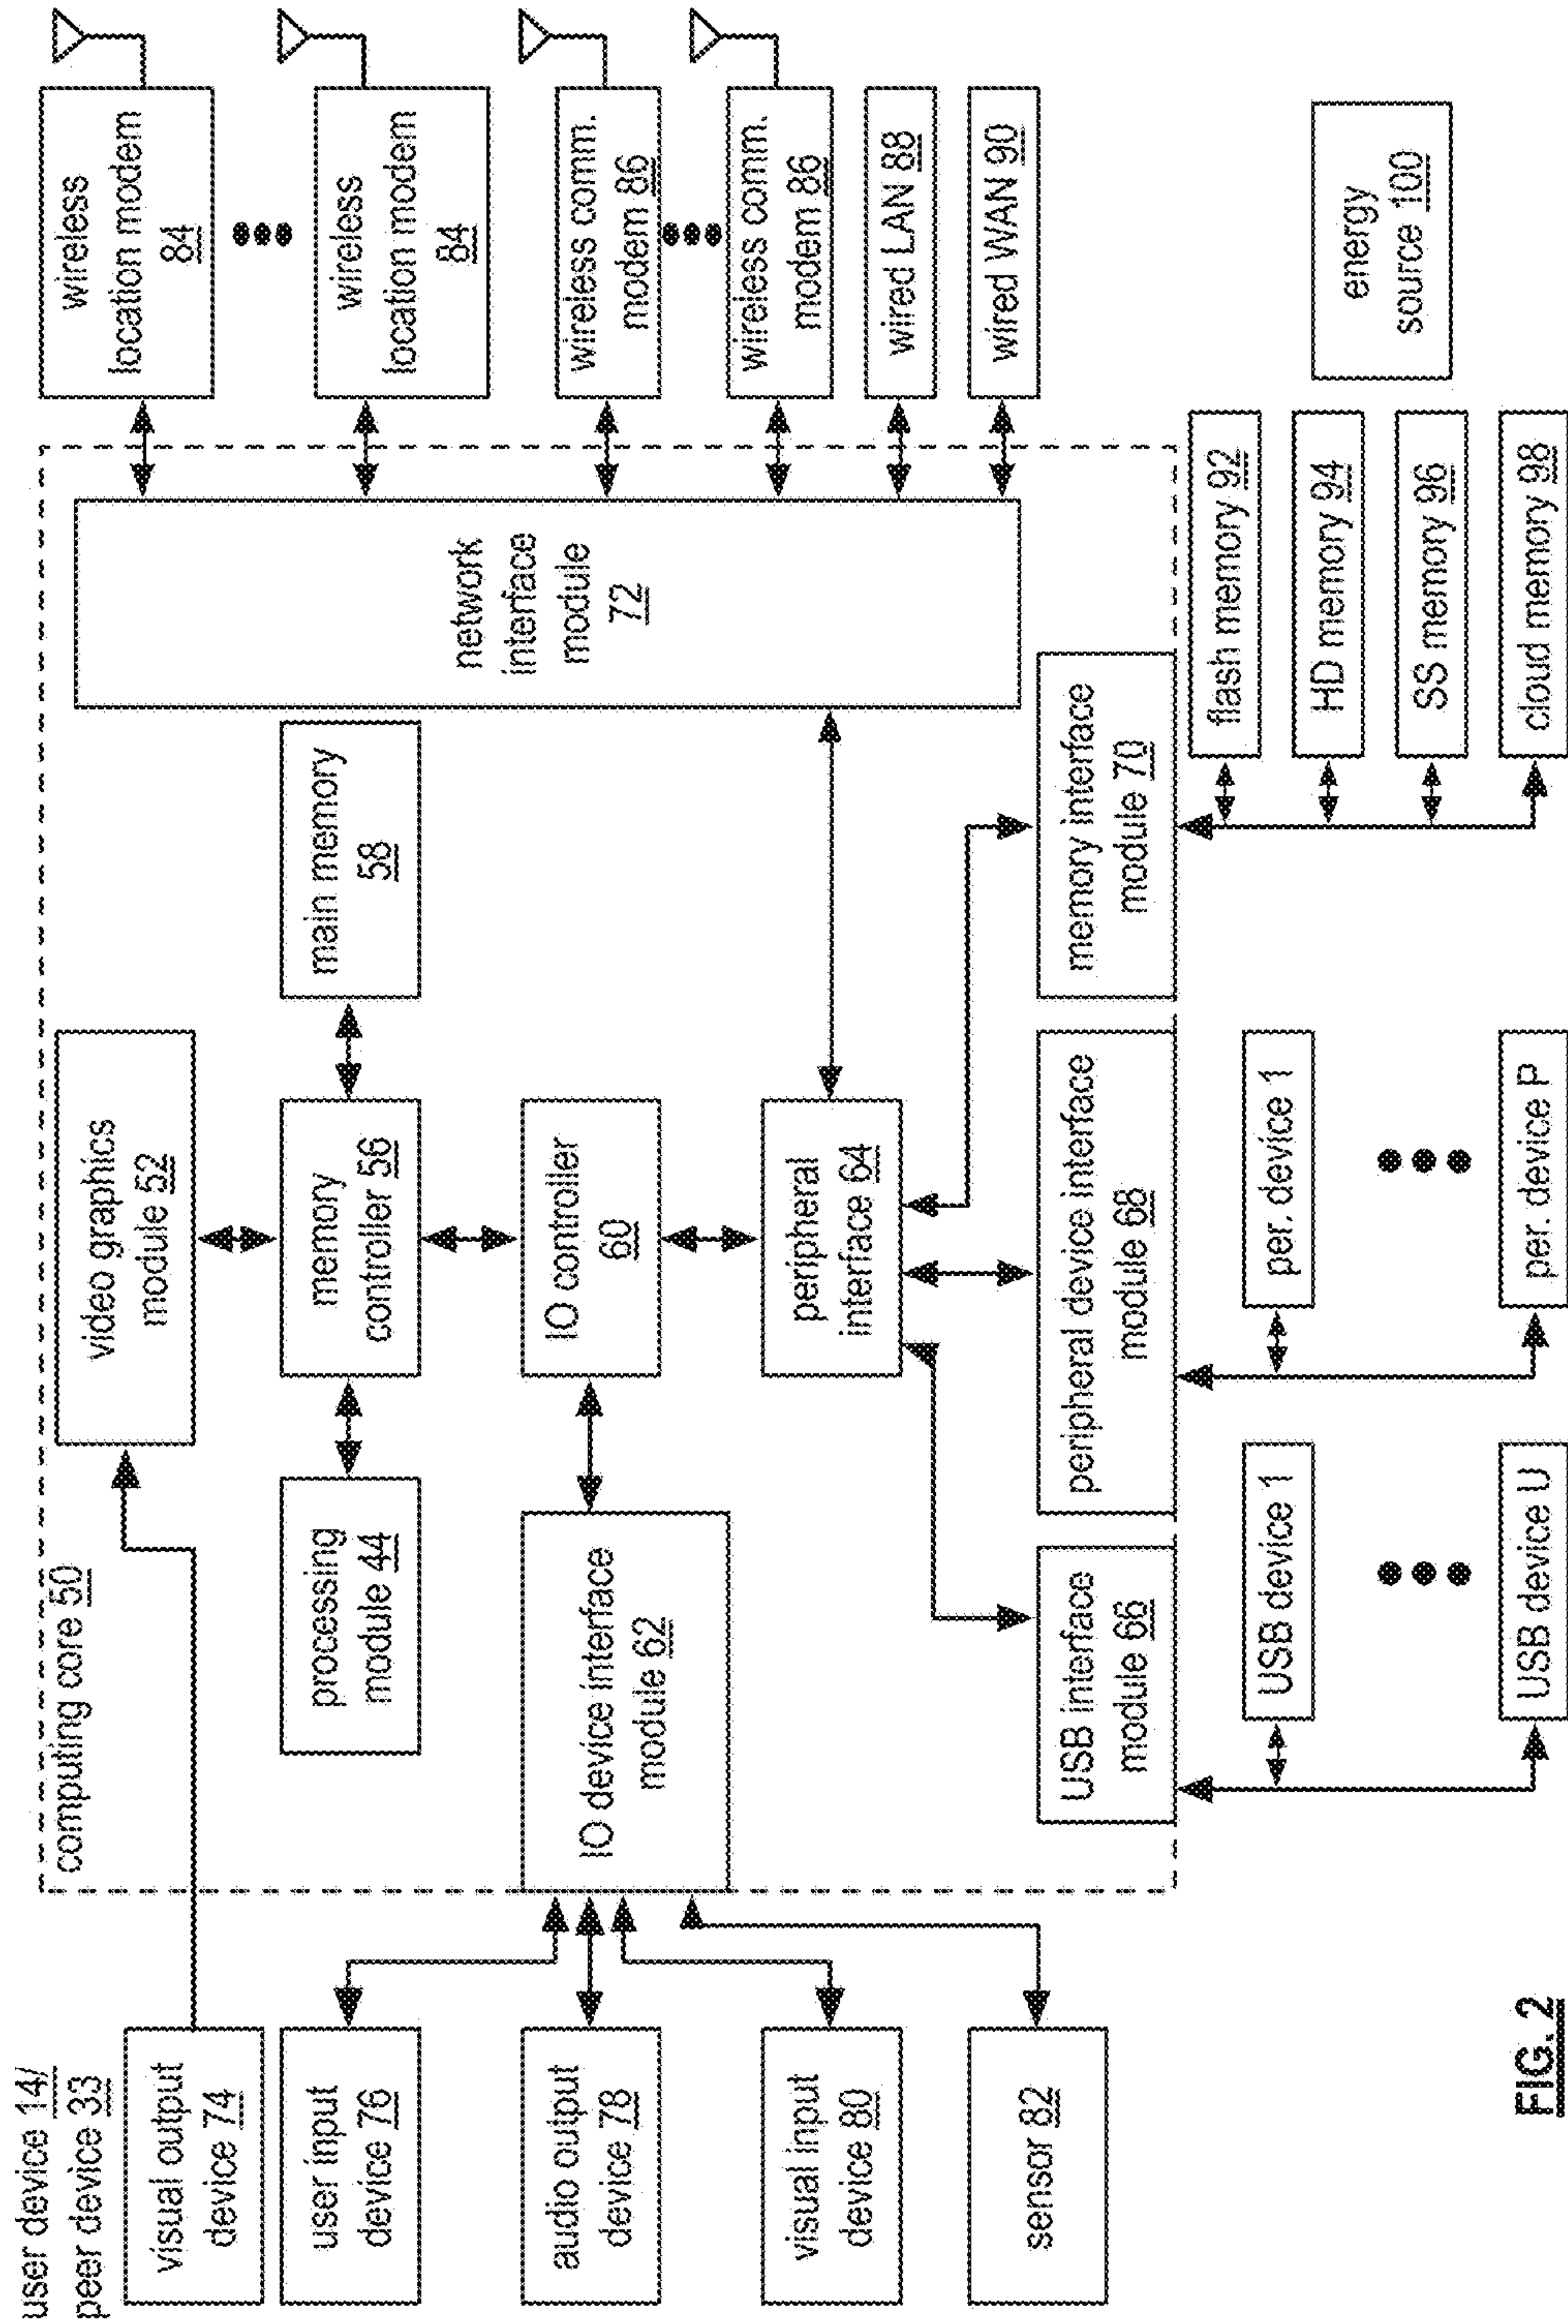 user device 14/
peer device 33
visual output
device 74
user input
device 76
audio output
device 78
visual input
device 80
sensor 82
computing core 50
video graphics
module 52
processing
module 44
memory
controller 56
main memory
58
IO device interface
module 62
IO controller
60
peripheral
interface 64
network
interface
module
72
USB interface
module 66
peripheral device interface
module 68
memory interface
module 70
wireless
location modem
84
wireless
location modem
84
wireless comm.
modem 86
wireless comm.
modem 86
wired LAN 88
wired WAN 90
USB device 1
USB device U
per. device 1
per. device P
flash memory 92
HD memory 94
SS memory 96
cloud memory 98
energy
source 100
FIG. 2